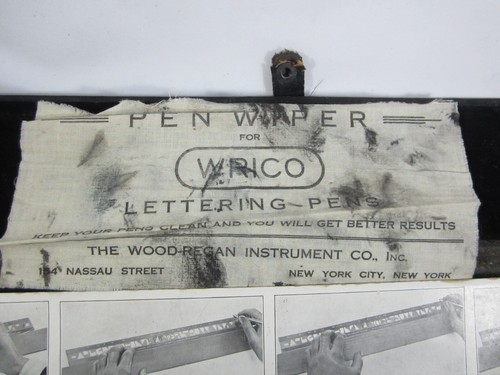 PEN WIPER
FOR
WRICO
LETTERING PENS
KEEP YOUR PENS CLEAN AND YOU WILL GET BETTER RESULTS
THE WOOD-REGAN INSTRUMENT CO., INC.
154 NASSAU STREET NEW YORK CITY, NEW YORK